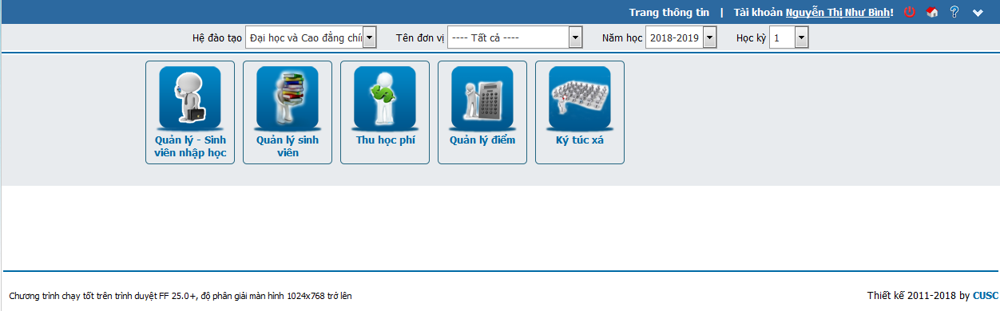 Trang thông tin | Tài khoản Nguyễn Thị Như Bình!
Hệ đào tạo Đại học và Cao đẳng chí Tên đơn vị ---- Tất cả ---- Năm học 2018-2019 Học kỳ 1
Quản lý - Sinh viên nhập học
Quản lý sinh viên
Thu học phí
Quản lý điểm
Ký túc xá
Chương trình chạy tốt trên trình duyệt FF 25.0+, độ phân giải màn hình 1024x768 trở lên
Thiết kế 2011-2018 by CUSC